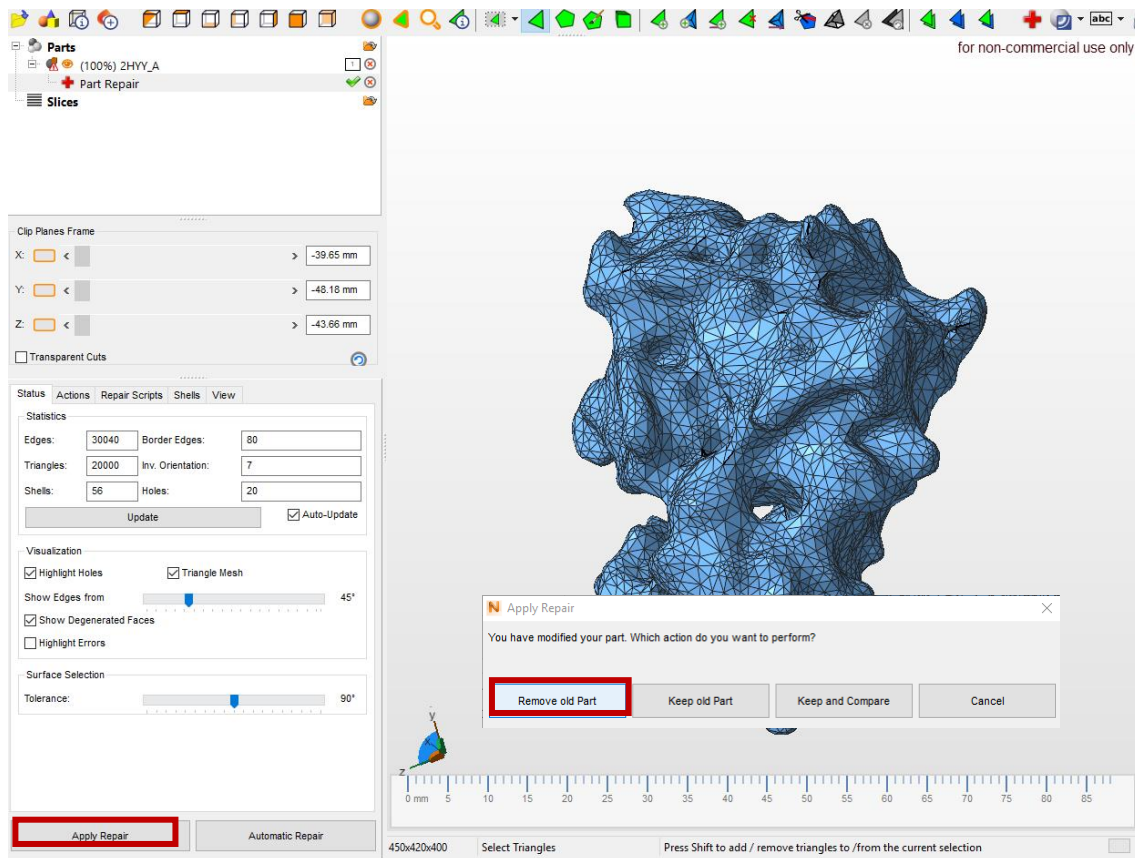 abc
Parts
(100%) 2HYY_A
1
Part Repair
Slices
for non-commercial use only
Clip Planes Frame
X: < > -39.65 mm
Y: < > -48.18 mm
Z: < > -43.66 mm
Transparent Cuts
Status Actions Repair Scripts Shells View
Statistics
Edges: 30040 Border Edges: 80
Triangles: 20000 Inv. Orientation: 7
Shells: 56 Holes: 20
Update Auto-Update
Visualization
Highlight Holes Triangle Mesh
Show Edges from 45°
Show Degenerated Faces
Highlight Errors
Surface Selection
Tolerance: 90°
Apply Repair Automatic Repair
N Apply Repair
You have modified your part. Which action do you want to perform?
Remove old Part Keep old Part Keep and Compare Cancel
y
x
z
0 mm 5 10 15 20 25 30 35 40 45 50 55 60 65 70 75 80 85
450x420x400 Select Triangles Press Shift to add / remove triangles to /from the current selection